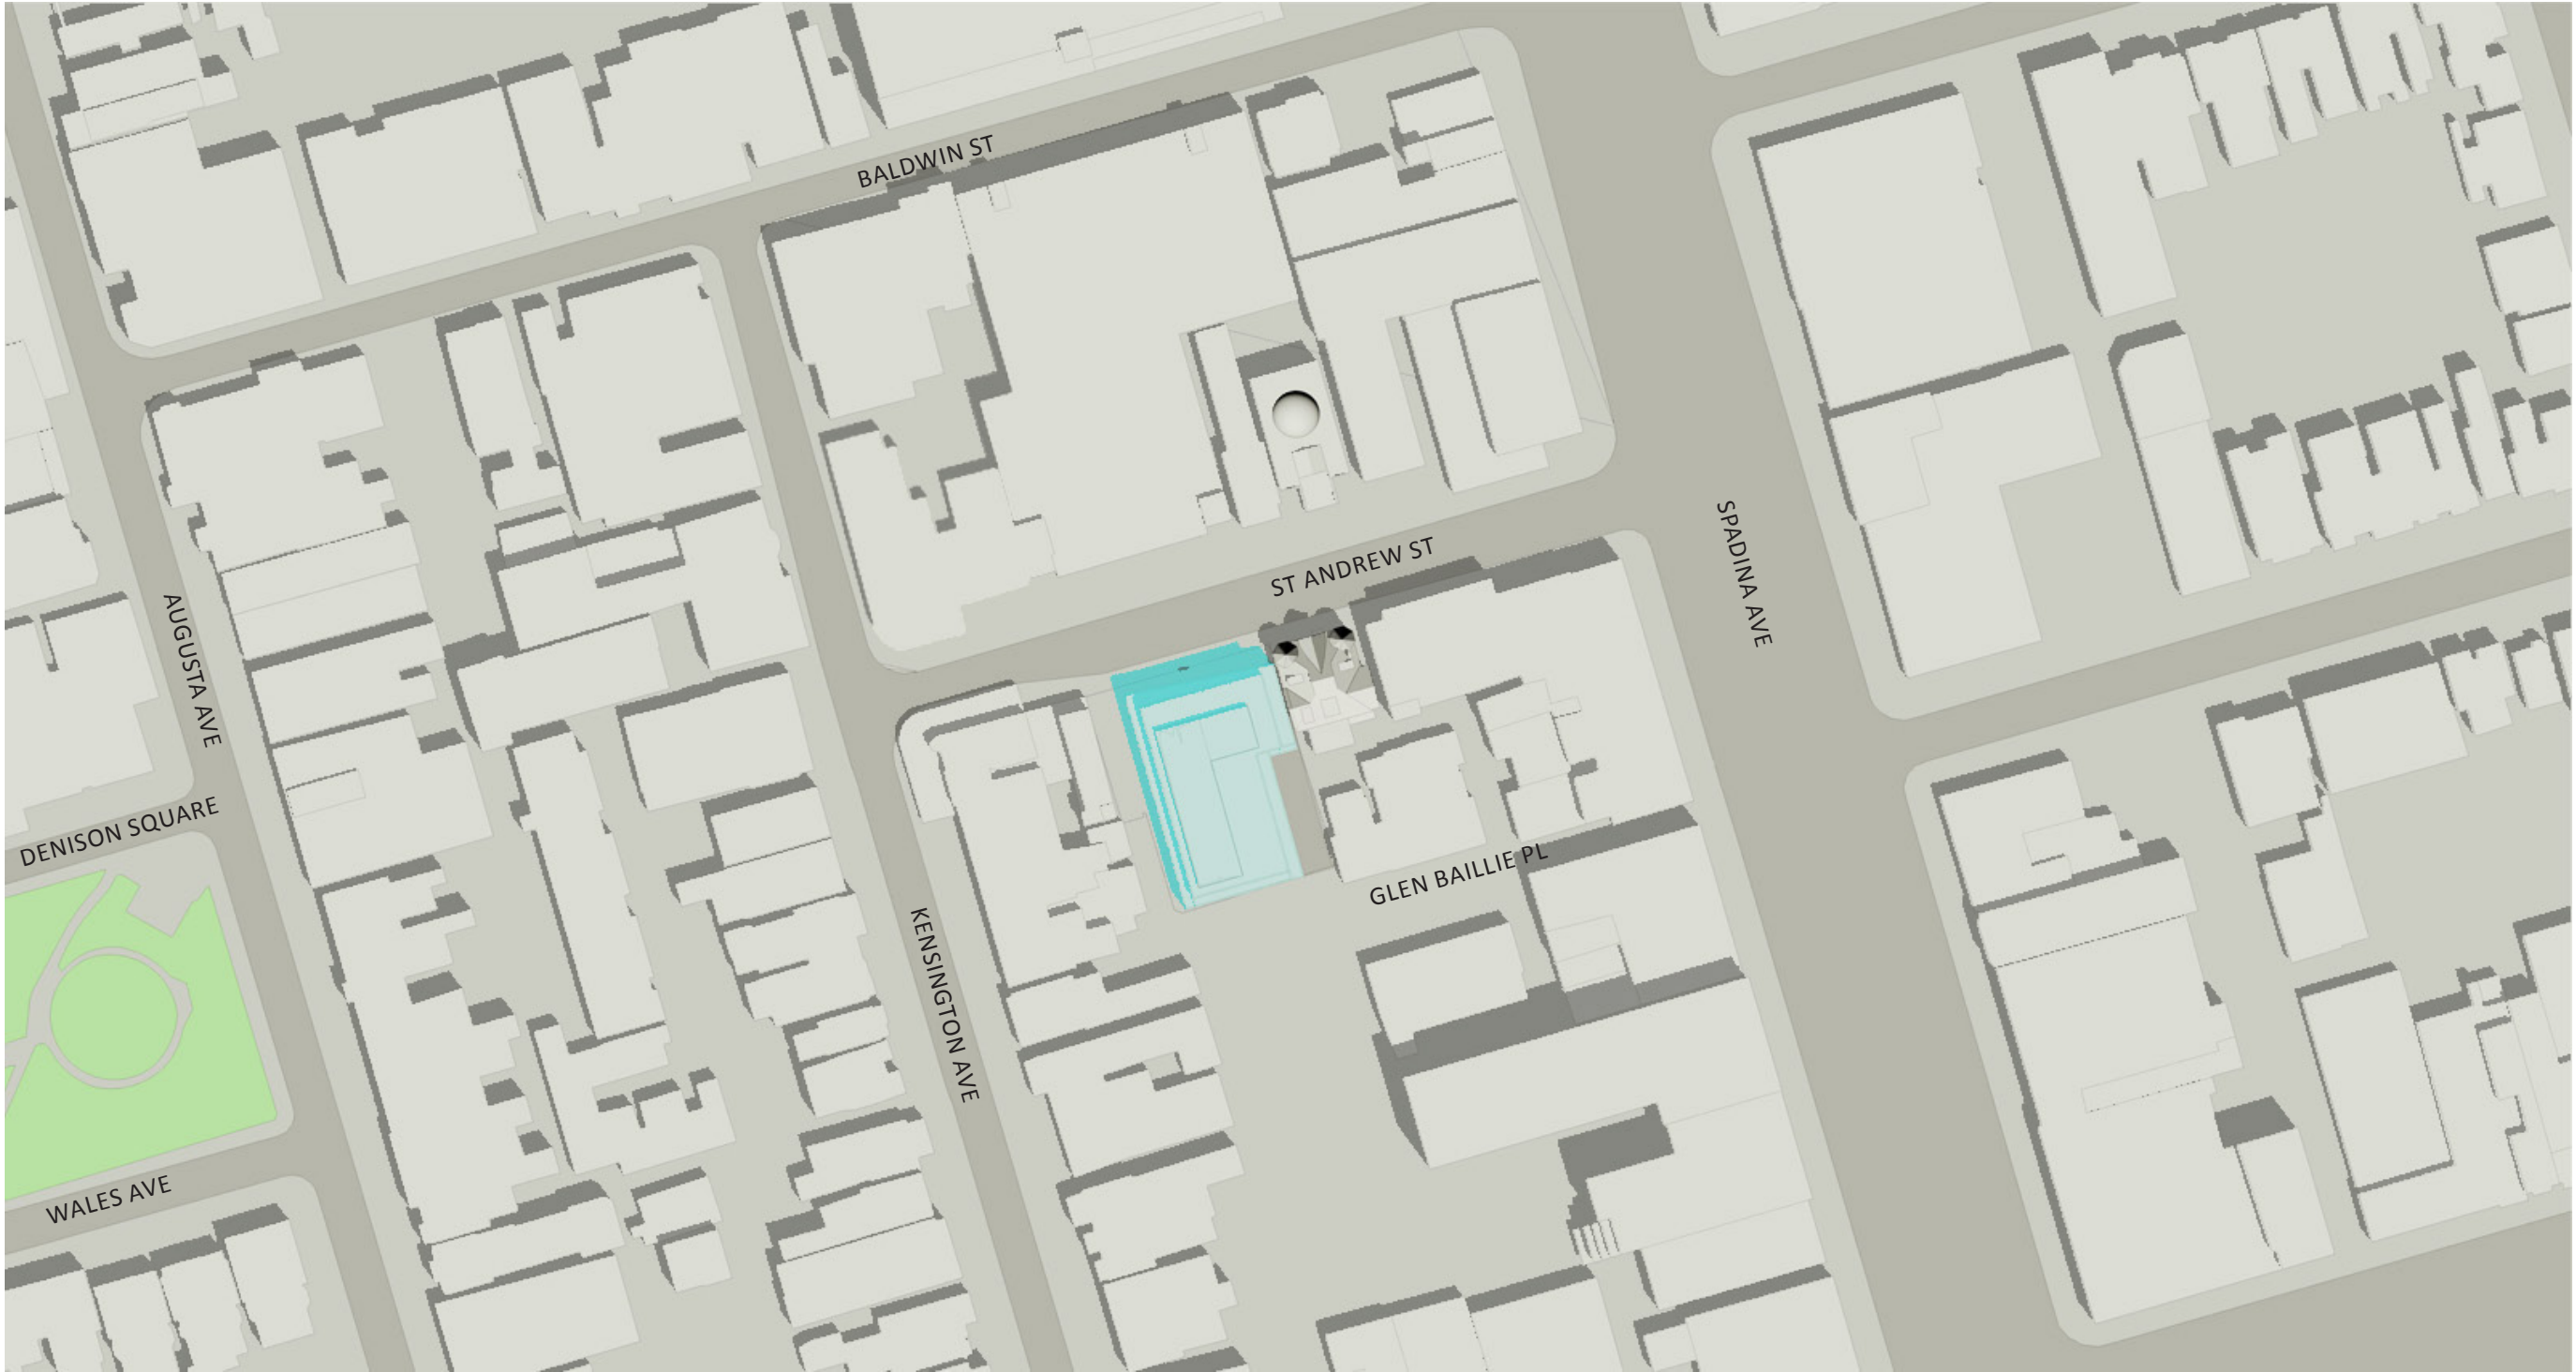 BALDWIN ST
ST ANDREW ST
SPADINA AVE
AUGUSTA AVE
DENISON SQUARE
GLEN BAILLIE PL
KENSINGTON AVE
WALES AVE